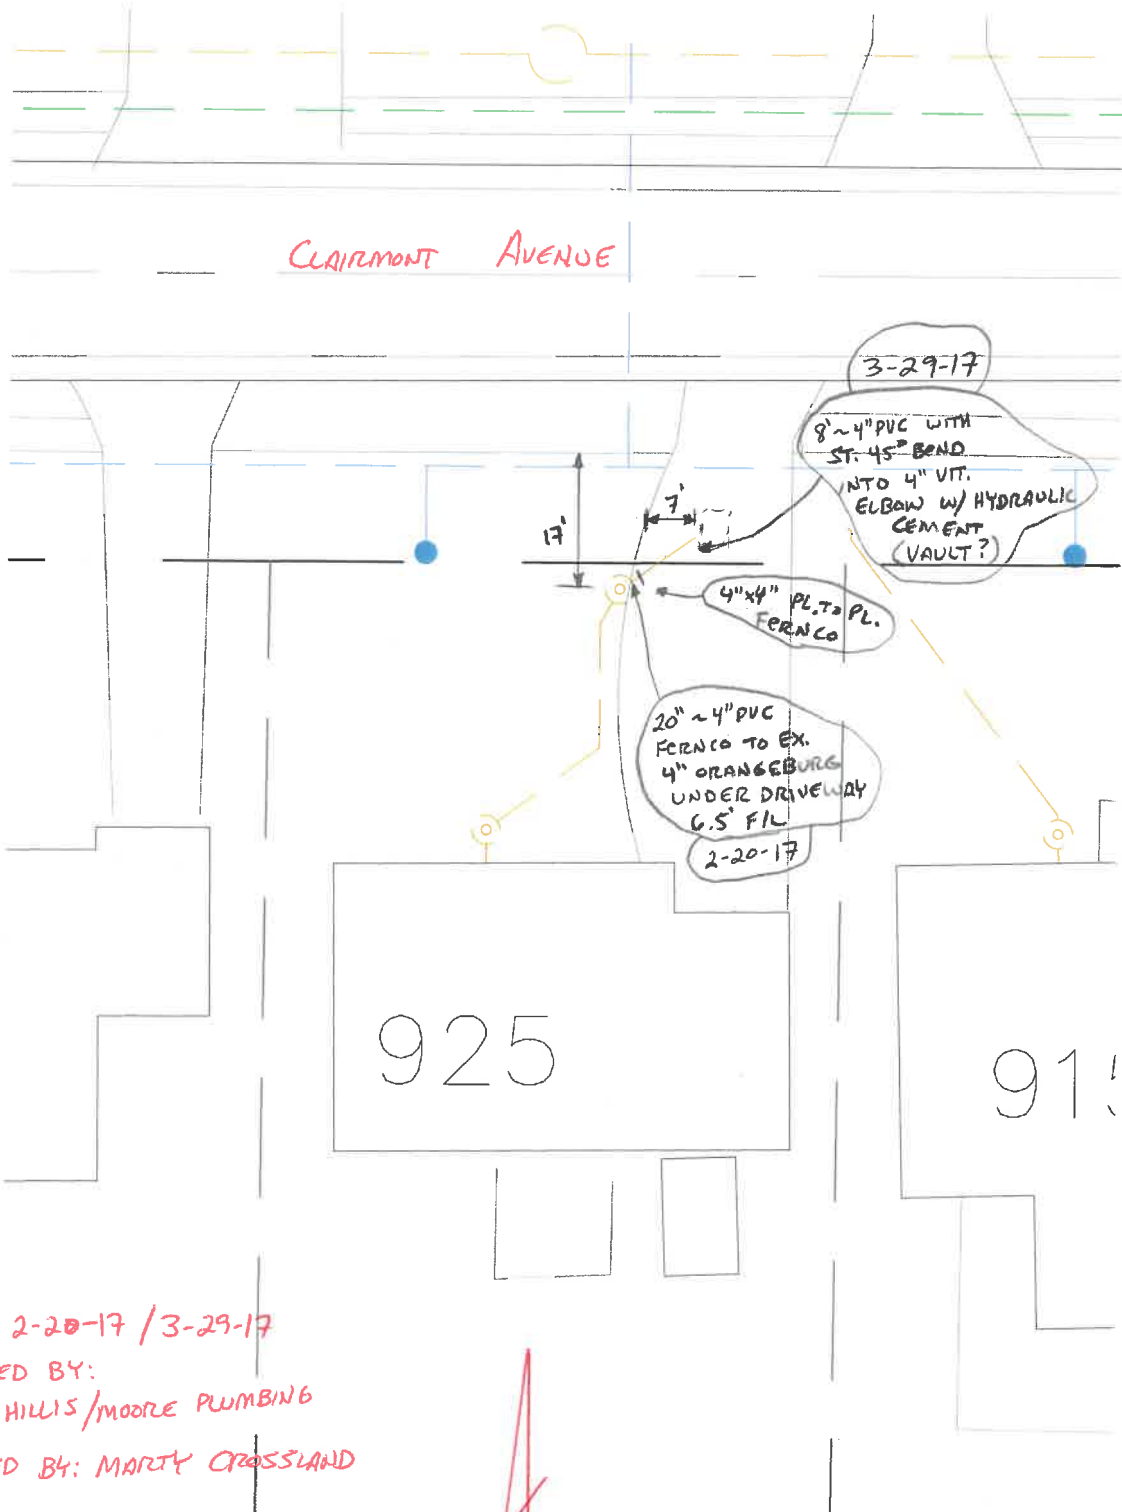 CLAIRMONT AVENUE
3-29-17
8'~4" PVC WITH
ST. 45° BEND
NTO 4" VIT.
ELBOW W/ HYDRAULIC
CEMENT
(VAULT?)
7'
17'
4"x4" PL. TO PL.
FERNCO
20"~4" PVC
FERNCO TO EX.
4" ORANGEBURG
UNDER DRIVEWAY
6.5' F/L
2-20-17
925
915
2-20-17 / 3-29-17
ED BY:
HILLIS/MOORE PLUMBING
D BY: MARTY CROSSLAND